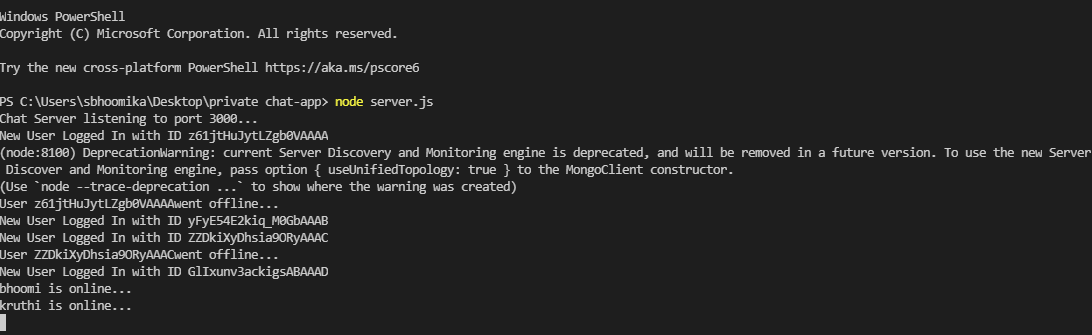 Windows PowerShell
Copyright (C) Microsoft Corporation. All rights reserved.
Try the new cross-platform PowerShell https://aka.ms/pscore6
PS C:\Users\sbhoomika\Desktop\private chat-app> node server.js
Chat Server listening to port 3000...
New User Logged In with ID z61jtHuJytLZgb0VAAAA
(node:8100) DeprecationWarning: current Server Discovery and Monitoring engine is deprecated, and will be removed in a future version. To use the new Server
Discover and Monitoring engine, pass option { useUnifiedTopology: true } to the MongoClient constructor.
(Use `node --trace-deprecation ...` to show where the warning was created)
User z61jtHuJytLZgb0VAAAAwent offline...
New User Logged In with ID yFyE54E2kiq_M0GbAAAB
New User Logged In with ID ZZDkiXyDhsia9ORyAAAC
User ZZDkiXyDhsia9ORyAAACwent offline...
New User Logged In with ID GlIxunv3ackigsABAAAD
bhoomi is online...
kruthi is online...